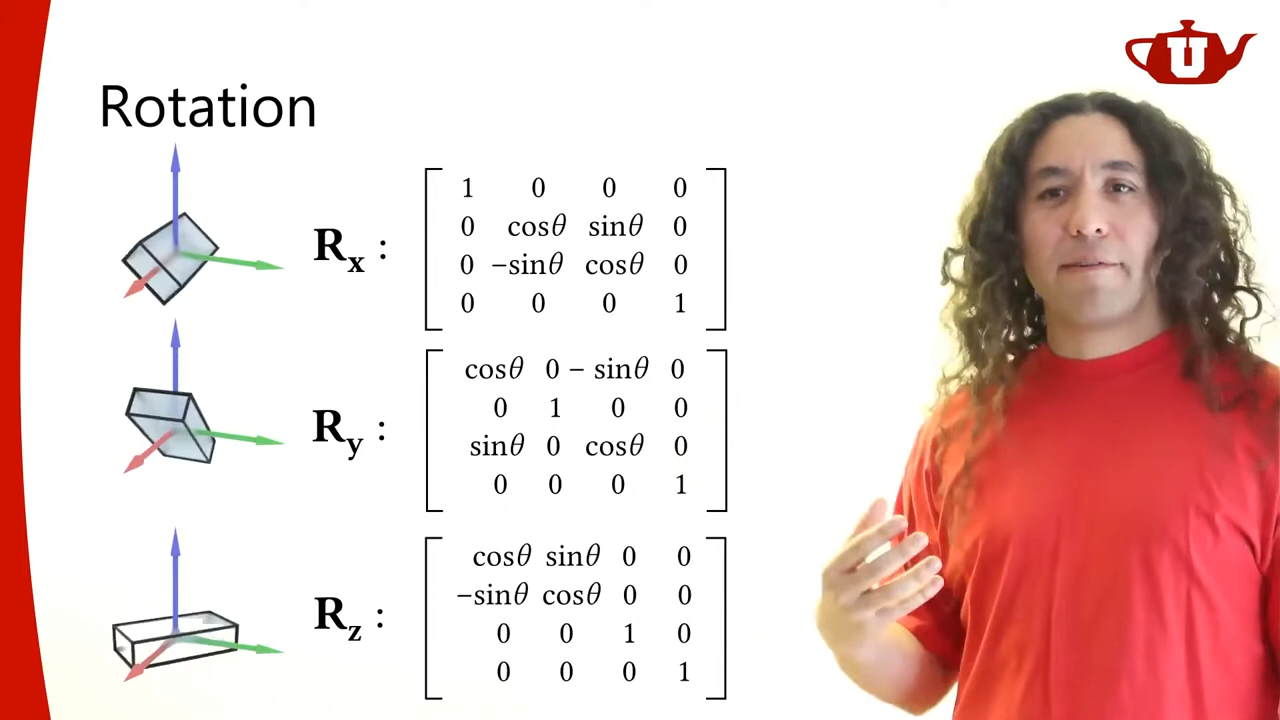 U
Rotation
R_x :
1 0 0 0
0 cosθ sinθ 0
0 −sinθ cosθ 0
0 0 0 1
R_y :
cosθ 0 − sinθ 0
0 1 0 0
sinθ 0 cosθ 0
0 0 0 1
R_z :
cosθ sinθ 0 0
−sinθ cosθ 0 0
0 0 1 0
0 0 0 1